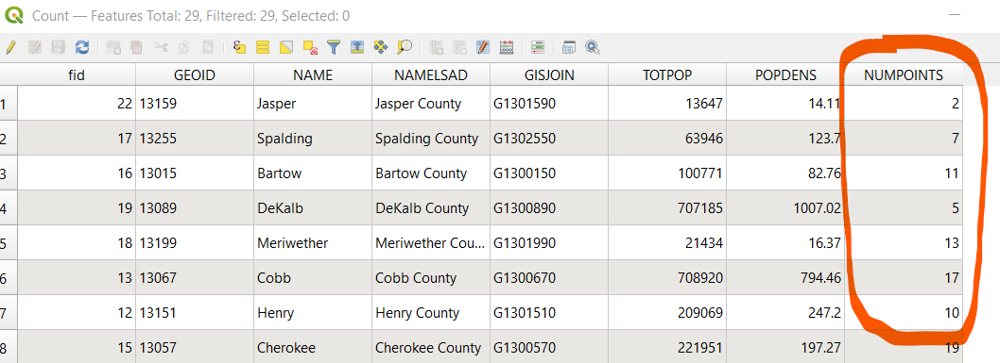 Count — Features Total: 29, Filtered: 29, Selected: 0
fid GEOID NAME NAMELSAD GISJOIN TOTPOP POPDENS NUMPOINTS
1 22 13159 Jasper Jasper County G1301590 13647 14.11 2
2 17 13255 Spalding Spalding County G1302550 63946 123.7 7
3 16 13015 Bartow Bartow County G1300150 100771 82.76 11
4 19 13089 DeKalb DeKalb County G1300890 707185 1007.02 5
5 18 13199 Meriwether Meriwether Cou... G1301990 21434 16.37 13
6 13 13067 Cobb Cobb County G1300670 708920 794.46 17
7 12 13151 Henry Henry County G1301510 209069 247.2 10
8 15 13057 Cherokee Cherokee County G1300570 221951 197.27 19